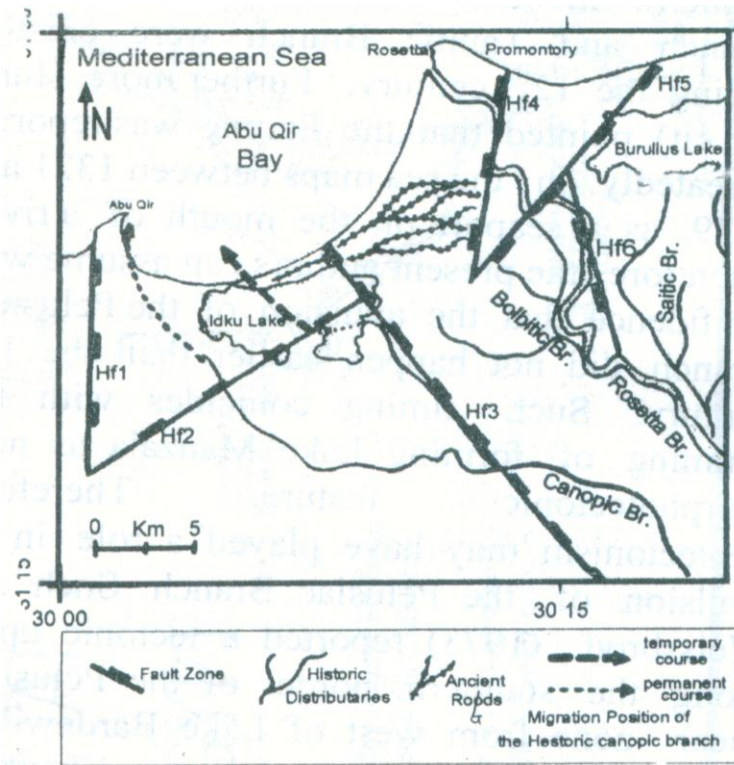 Rosetta Promontory
Mediterranean Sea
N
Abu Qir
Bay
Abu Qir
Hf4
Hf5
Burullus Lake
Hf6
Saitic Br.
Bolbitic Br.
Rosetta Br.
Idku Lake
Hf1
Hf2
Hf3
Canopic Br.
0 Km 5
30 00
30 15
Fault Zone
Historic
Distributaries
Ancient
temporary
course
permanent
course
Migration Position of
the Hestoric canopic branch